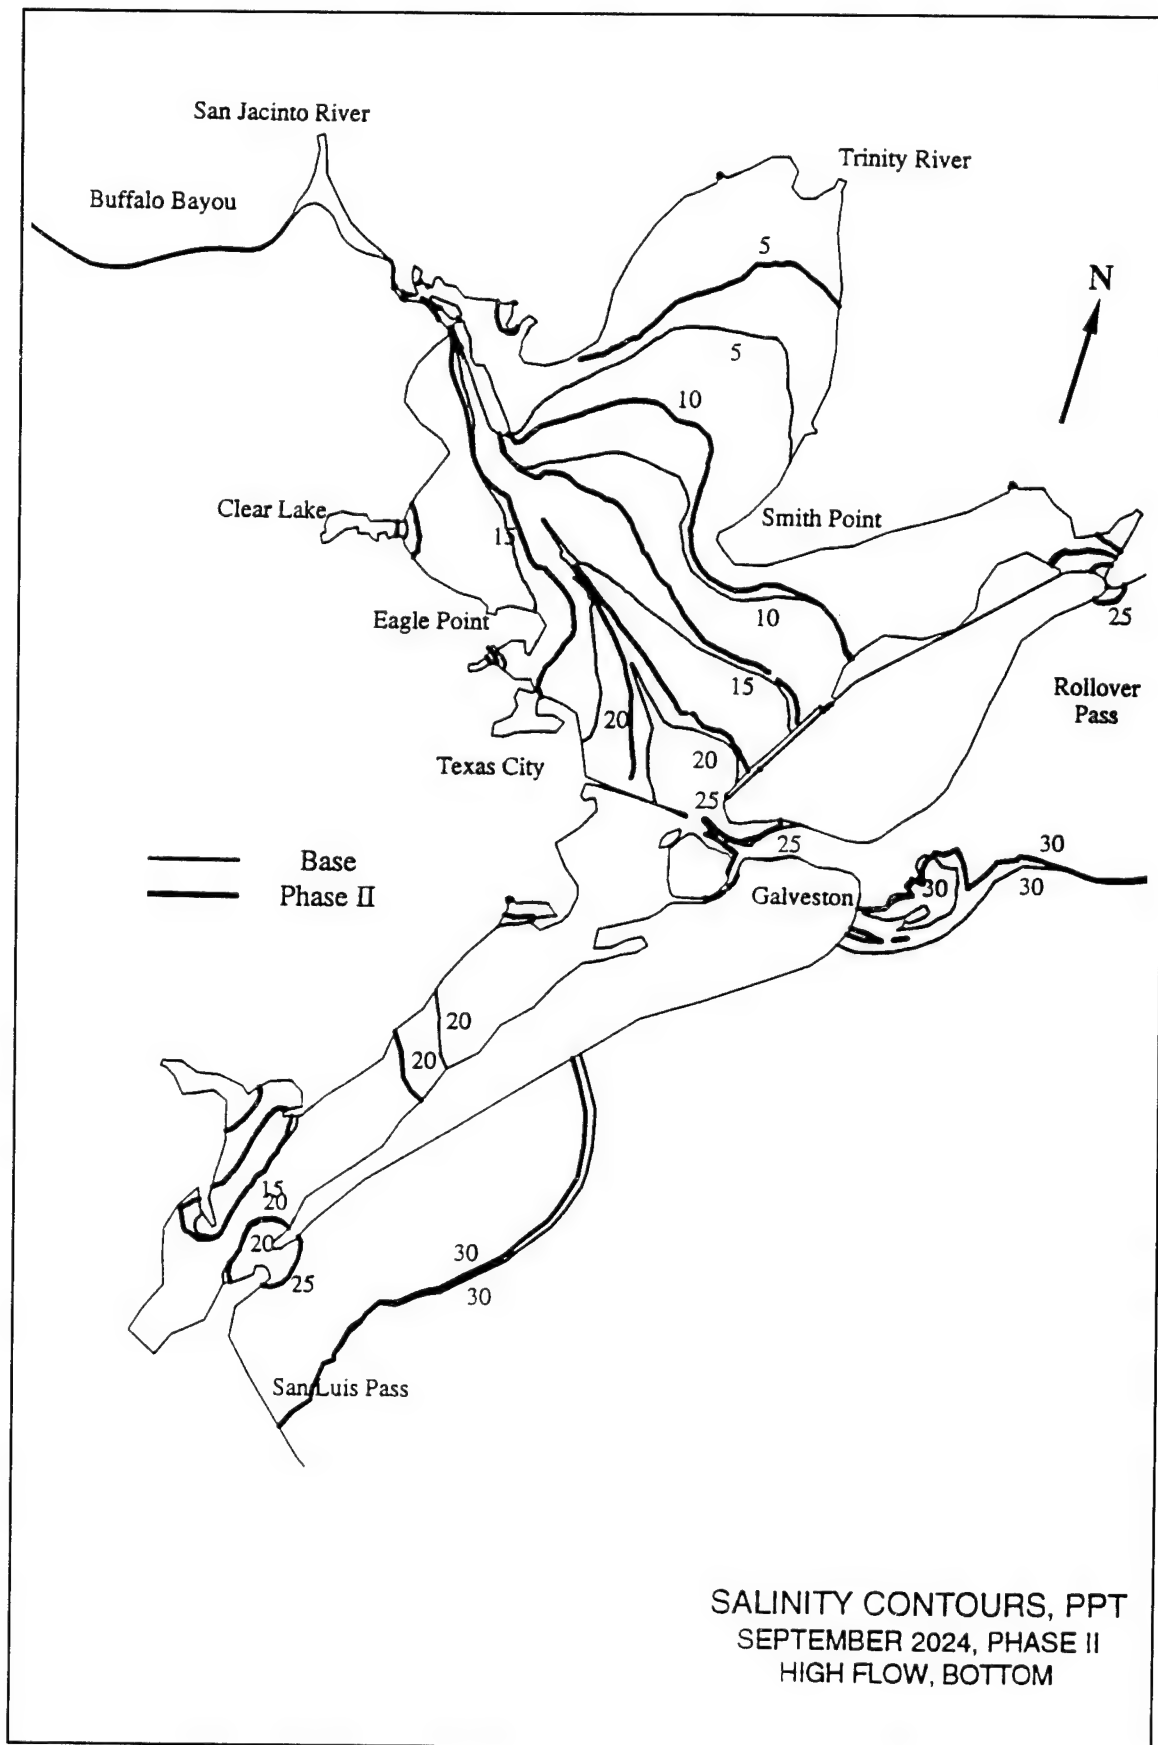 San Jacinto River
Trinity River
Buffalo Bayou
5
N
5
10
Clear Lake
15
Smith Point
10
25
Eagle Point
15
Rollover
Pass
20
20
Texas City
25
25
30
Base
30
30
Phase II
Galveston
20
20
15
20
20
25
30
30
San Luis Pass
SALINITY CONTOURS, PPT
SEPTEMBER 2024, PHASE II
HIGH FLOW, BOTTOM